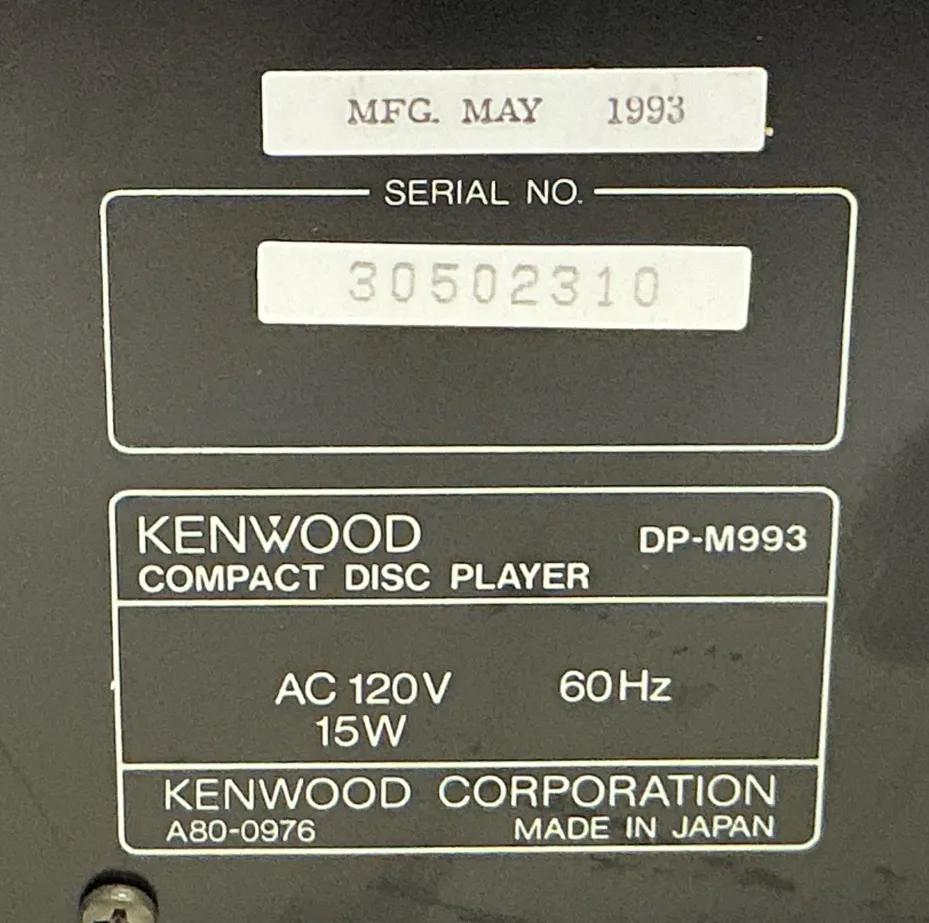 MFG. MAY 1993
SERIAL NO.
30502310
KENWOOD DP-M993
COMPACT DISC PLAYER
AC 120V 60Hz
15W
KENWOOD CORPORATION
A80-0976 MADE IN JAPAN